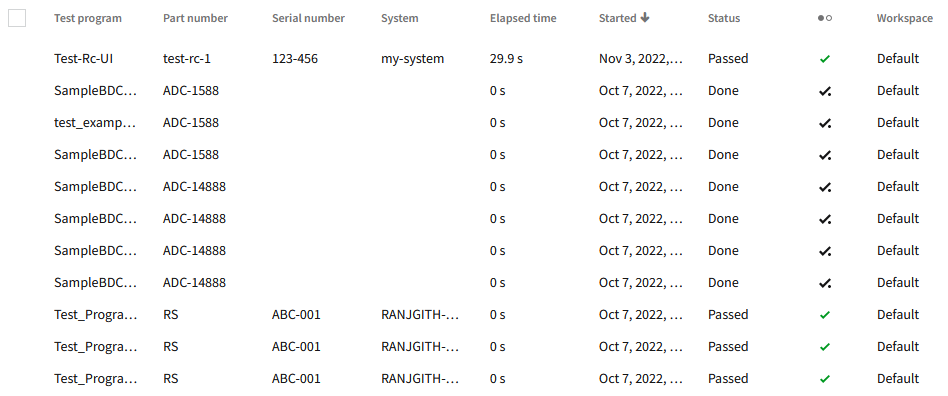 Test program Part number Serial number System Elapsed time Started Status Workspace
Test-Rc-UI test-rc-1 123-456 my-system 29.9 s Nov 3, 2022,... Passed Default
SampleBDC... ADC-1588 0 s Oct 7, 2022, ... Done Default
test_examp... ADC-1588 0 s Oct 7, 2022, ... Done Default
SampleBDC... ADC-1588 0 s Oct 7, 2022, ... Done Default
SampleBDC... ADC-14888 0 s Oct 7, 2022, ... Done Default
SampleBDC... ADC-14888 0 s Oct 7, 2022, ... Done Default
SampleBDC... ADC-14888 0 s Oct 7, 2022, ... Done Default
SampleBDC... ADC-14888 0 s Oct 7, 2022, ... Done Default
Test_Progra... RS ABC-001 RANJGITH-... 0 s Oct 7, 2022, ... Passed Default
Test_Progra... RS ABC-001 RANJGITH-... 0 s Oct 7, 2022, ... Passed Default
Test_Progra... RS ABC-001 RANJGITH-... 0 s Oct 7, 2022, ... Passed Default